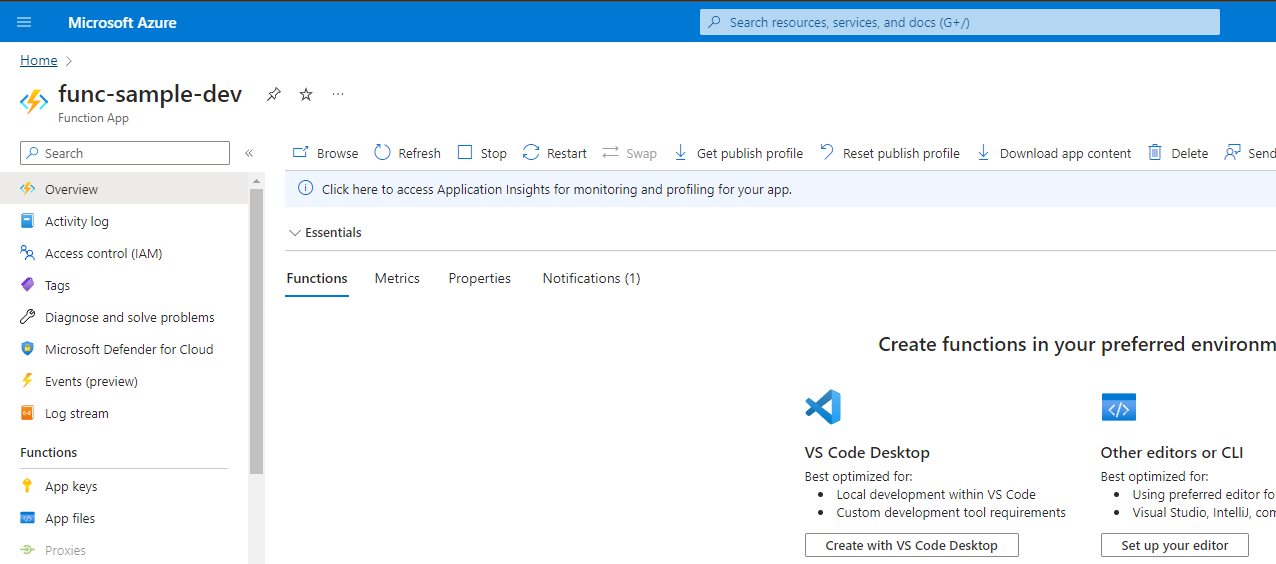 Microsoft Azure
Search resources, services, and docs (G+/)
Home
func-sample-dev
Function App
Search
Browse
Refresh
Stop
Restart
Swap
Get publish profile
Reset publish profile
Download app content
Delete
Send
Overview
Activity log
Access control (IAM)
Tags
Diagnose and solve problems
Microsoft Defender for Cloud
Events (preview)
Log stream
Functions
App keys
App files
Proxies
Click here to access Application Insights for monitoring and profiling for your app.
Essentials
Functions
Metrics
Properties
Notifications (1)
Create functions in your preferred environm
VS Code Desktop
Best optimized for:
Local development within VS Code
Custom development tool requirements
Create with VS Code Desktop
Other editors or CLI
Best optimized for:
Using preferred editor fo
Visual Studio, IntelliJ, com
Set up your editor